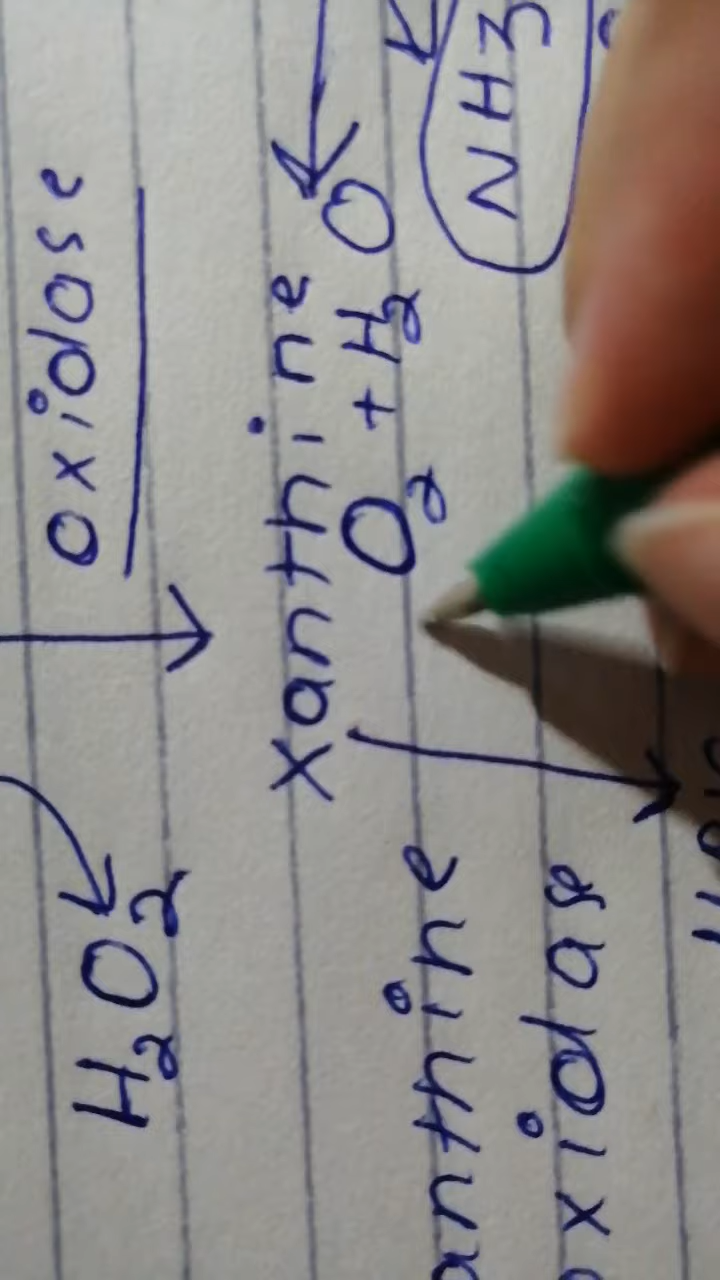 oxidase
H₂O₂
xanthine
O₂ + H₂O
anthine
NH3
oxidase